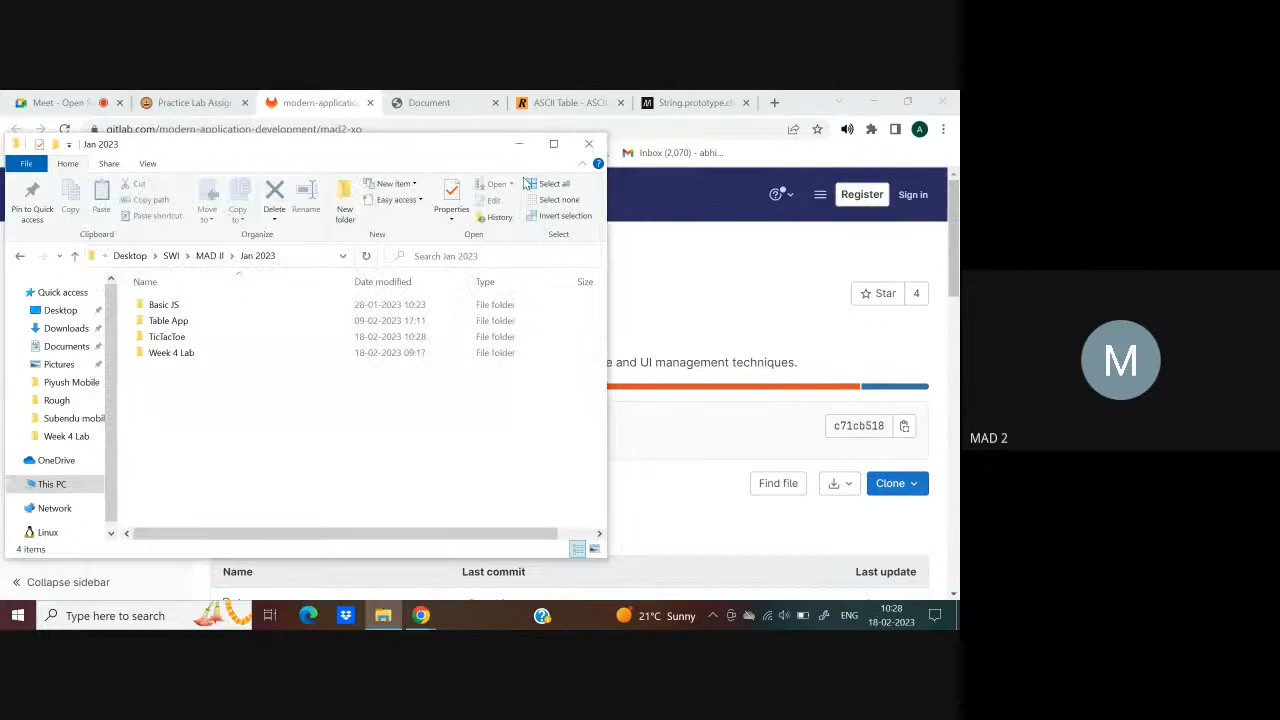 Meet - Open S
Practice Lab Assig
modern-applicatio
Document
ASCII Table - ASC
String.prototype.ch
gitlab.com/modern-application-development/mad2-xo
A
Jan 2023
Inbox (2,070) - abhi...
File
Home
Share
View
Pin to Quick access
Copy
Paste
Cut
Copy path
Paste shortcut
Move to
Copy to
Delete
Rename
New folder
New item
Easy access
Properties
Open
Edit
History
Select all
Select none
Invert selection
Clipboard
Organize
New
Open
Select
Register
Sign in
Desktop
SWI
MAD II
Jan 2023
Search Jan 2023
Name
Date modified
Type
Size
Quick access
Desktop
Downloads
Documents
Pictures
Piyush Mobile
Rough
Subendu mobil
Week 4 Lab
OneDrive
This PC
Network
Linux
Basic JS 28-01-2023 10:23 File folder
Table App 09-02-2023 17:11 File folder
TicTacToe 18-02-2023 10:28 File folder
Week 4 Lab 18-02-2023 09:17 File folder
4 items
Star 4
e and UI management techniques.
c71cb518
Find file
Clone
Collapse sidebar
Name
Last commit
Last update
Type here to search
21°C Sunny
ENG
10:28
18-02-2023
M
MAD 2